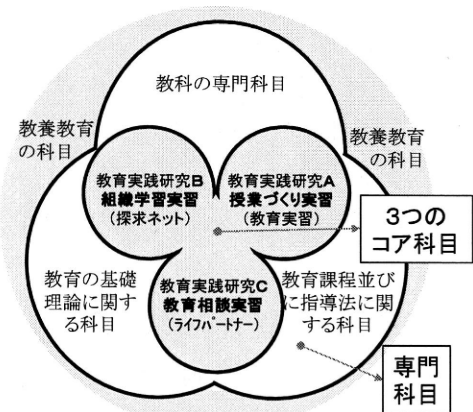 教科の専門科目
教養教育
の科目
教養教育
の科目
教育実践研究B
組織学習実習
(探求ネット)
教育実践研究A
授業づくり実習
(教育実習)
3つの
コア科目
教育実践研究C
教育相談実習
(ライフパートナー)
教育の基礎
理論に関す
る科目
教育課程並び
に指導法に関
する科目
専門
科目